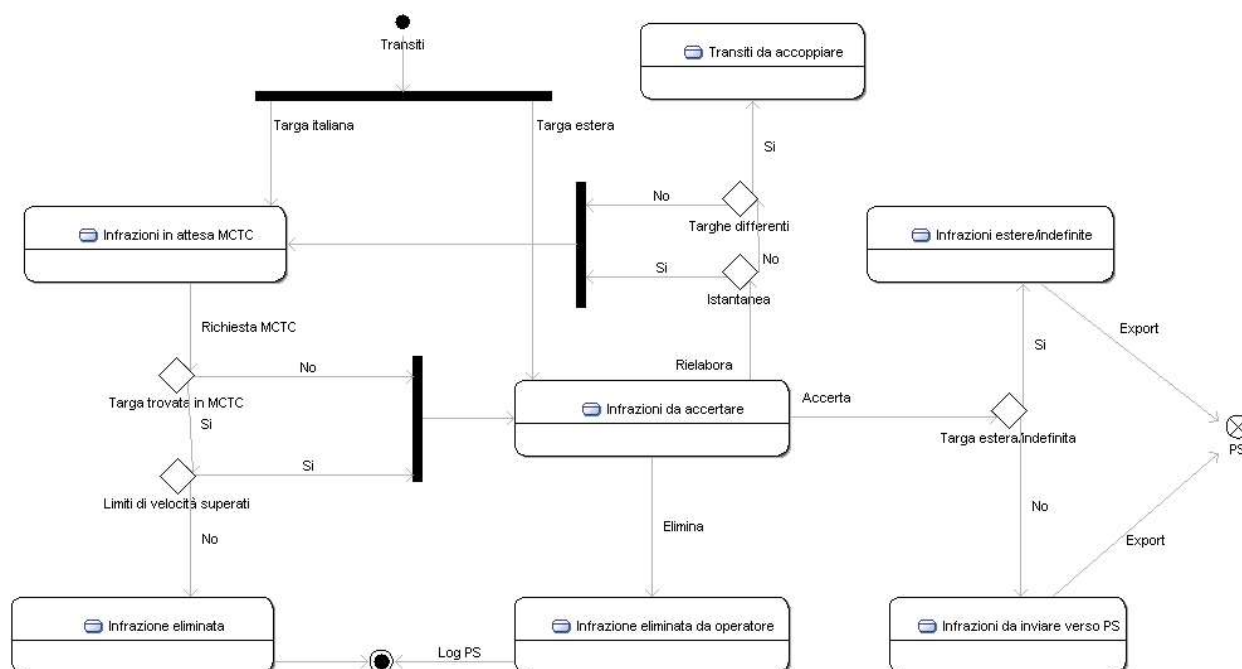 Transiti
Transiti da accoppiare
Targa italiana
Targa estera
Si
No
Targhe differenti
Infrazioni in attesa MCTC
Infrazioni estere/indefinite
No
Si
Istantanea
Richiesta MCTC
Export
No
Si
Rielabora
Targa trovata in MCTC
Infrazioni da accertare
Accerta
Si
Targa estera/indefinita
PS
Si
Limiti di velocità superati
No
No
Elimina
Export
Infrazione eliminata
Infrazione eliminata da operatore
Infrazioni da inviare verso PS
Log PS